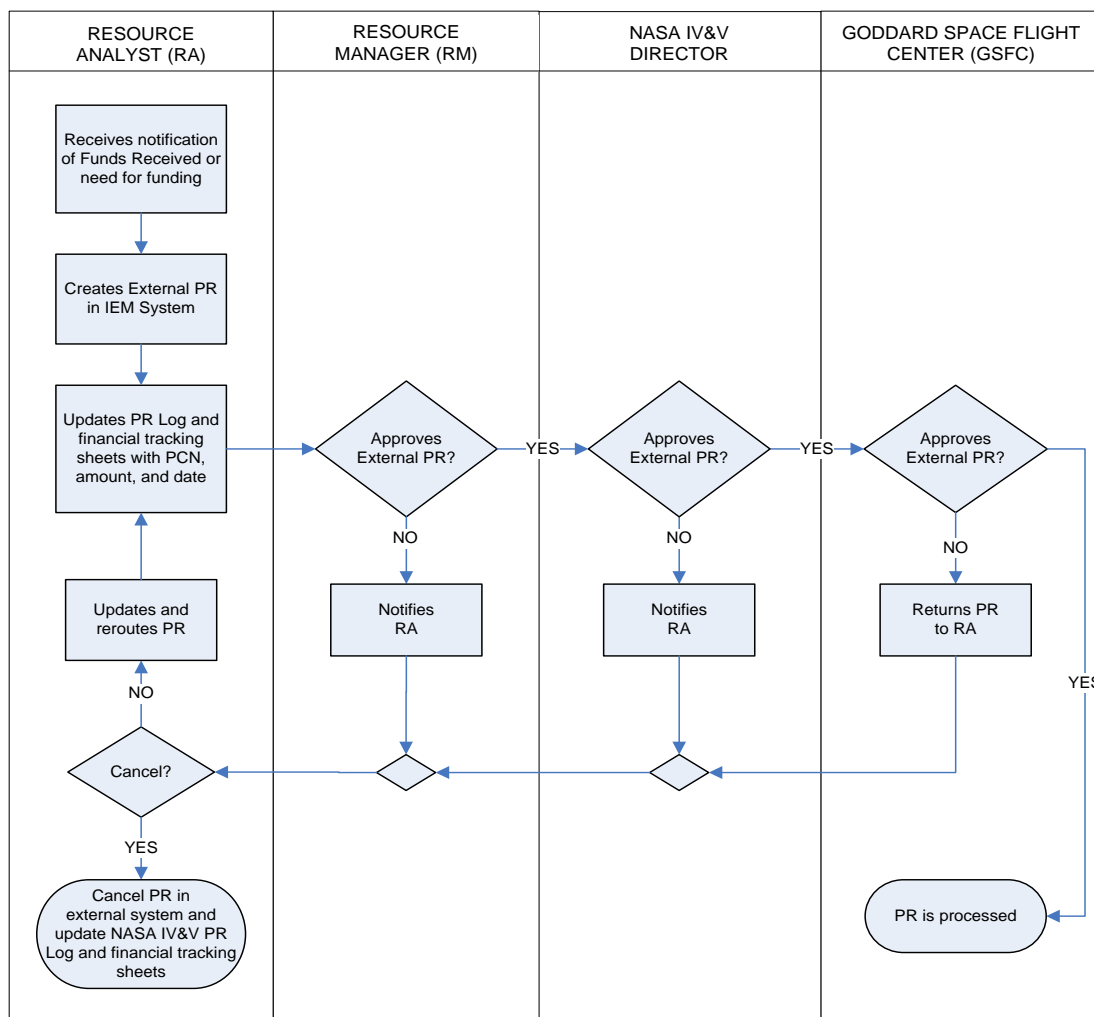 RESOURCE
ANALYST (RA)
RESOURCE
MANAGER (RM)
NASA IV&V
DIRECTOR
GODDARD SPACE FLIGHT
CENTER (GSFC)
Receives notification
of Funds Received or
need for funding
Creates External PR
in IEM System
Updates PR Log and
financial tracking
sheets with PCN,
amount, and date
Approves
External PR?
YES
Approves
External PR?
YES
Approves
External PR?
NO
NO
NO
Updates and
reroutes PR
Notifies
RA
Notifies
RA
Returns PR
to RA
YES
NO
Cancel?
YES
Cancel PR in
external system and
update NASA IV&V PR
Log and financial tracking
sheets
PR is processed